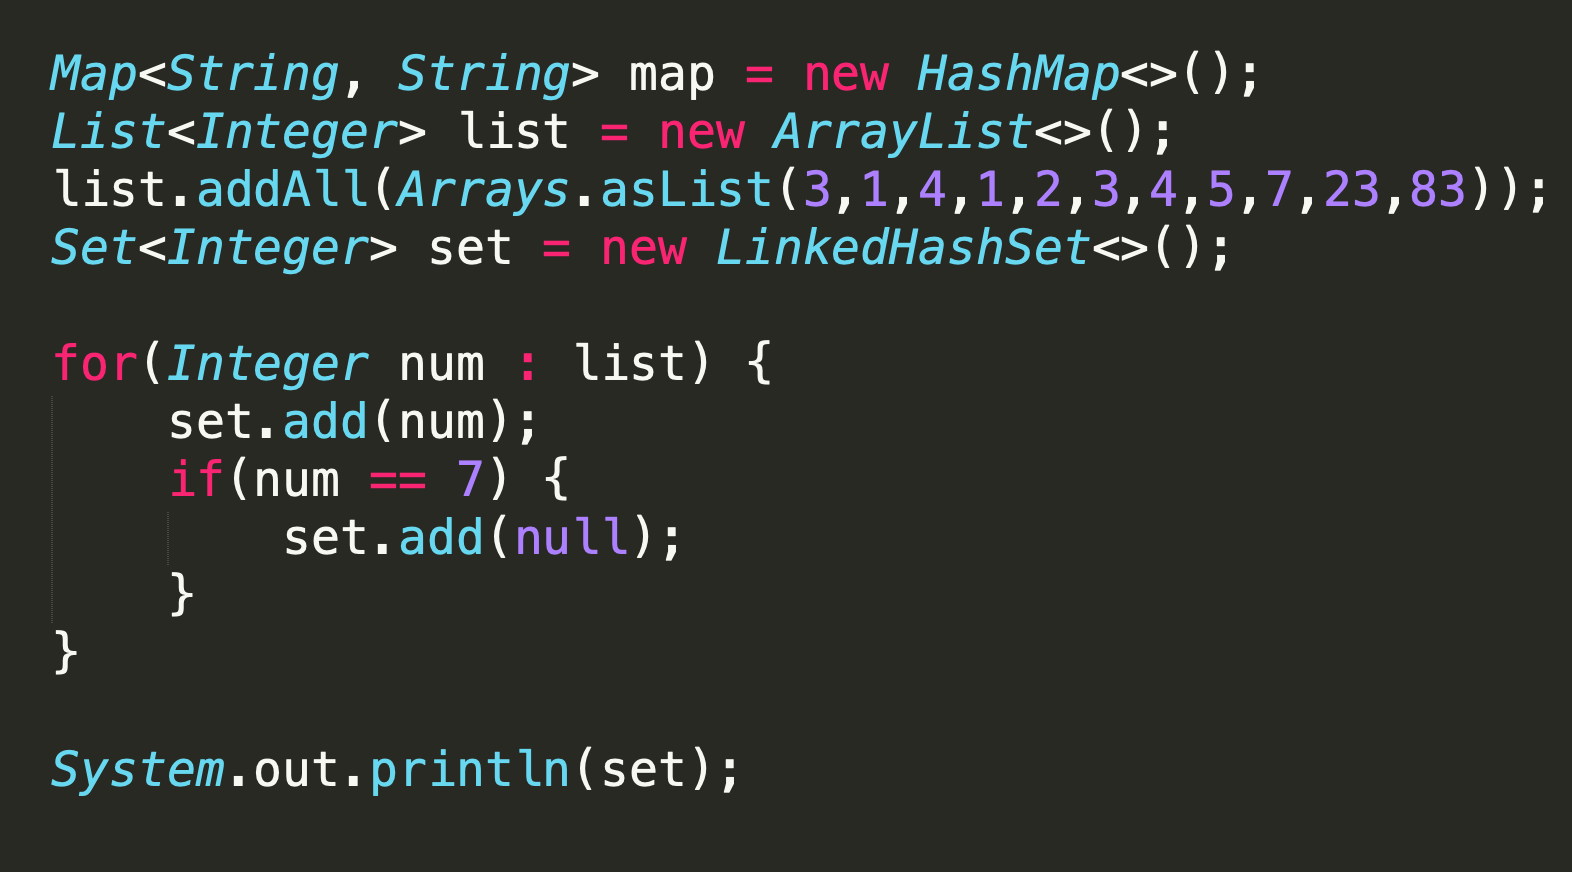 Map<String, String> map = new HashMap<>();
List<Integer> list = new ArrayList<>();
list.addAll(Arrays.asList(3,1,4,1,2,3,4,5,7,23,83));
Set<Integer> set = new LinkedHashSet<>();

for(Integer num : list) {
    set.add(num);
    if(num == 7) {
        set.add(null);
    }
}

System.out.println(set);